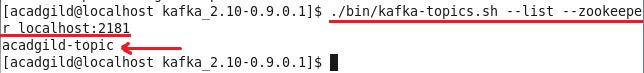 [acadgild@localhost kafka_2.10-0.9.0.1]$ ./bin/kafka-topics.sh --list --zookeepe
r localhost:2181
acadgild-topic
[acadgild@localhost kafka_2.10-0.9.0.1]$